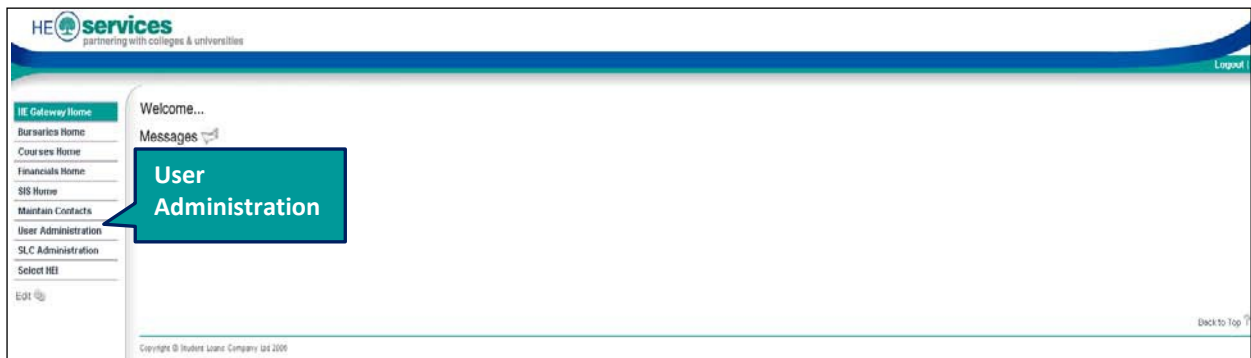 HE services
partnering with colleges & universities
Logout |
HE Gateway Home
Bursaries Home
Courses Home
Financials Home
SIS Home
Maintain Contacts
User Administration
SLC Administration
Select HEI
Edit
Welcome...
Messages
User
Administration
Back to Top
Copyright © Student Loans Company Ltd 2006